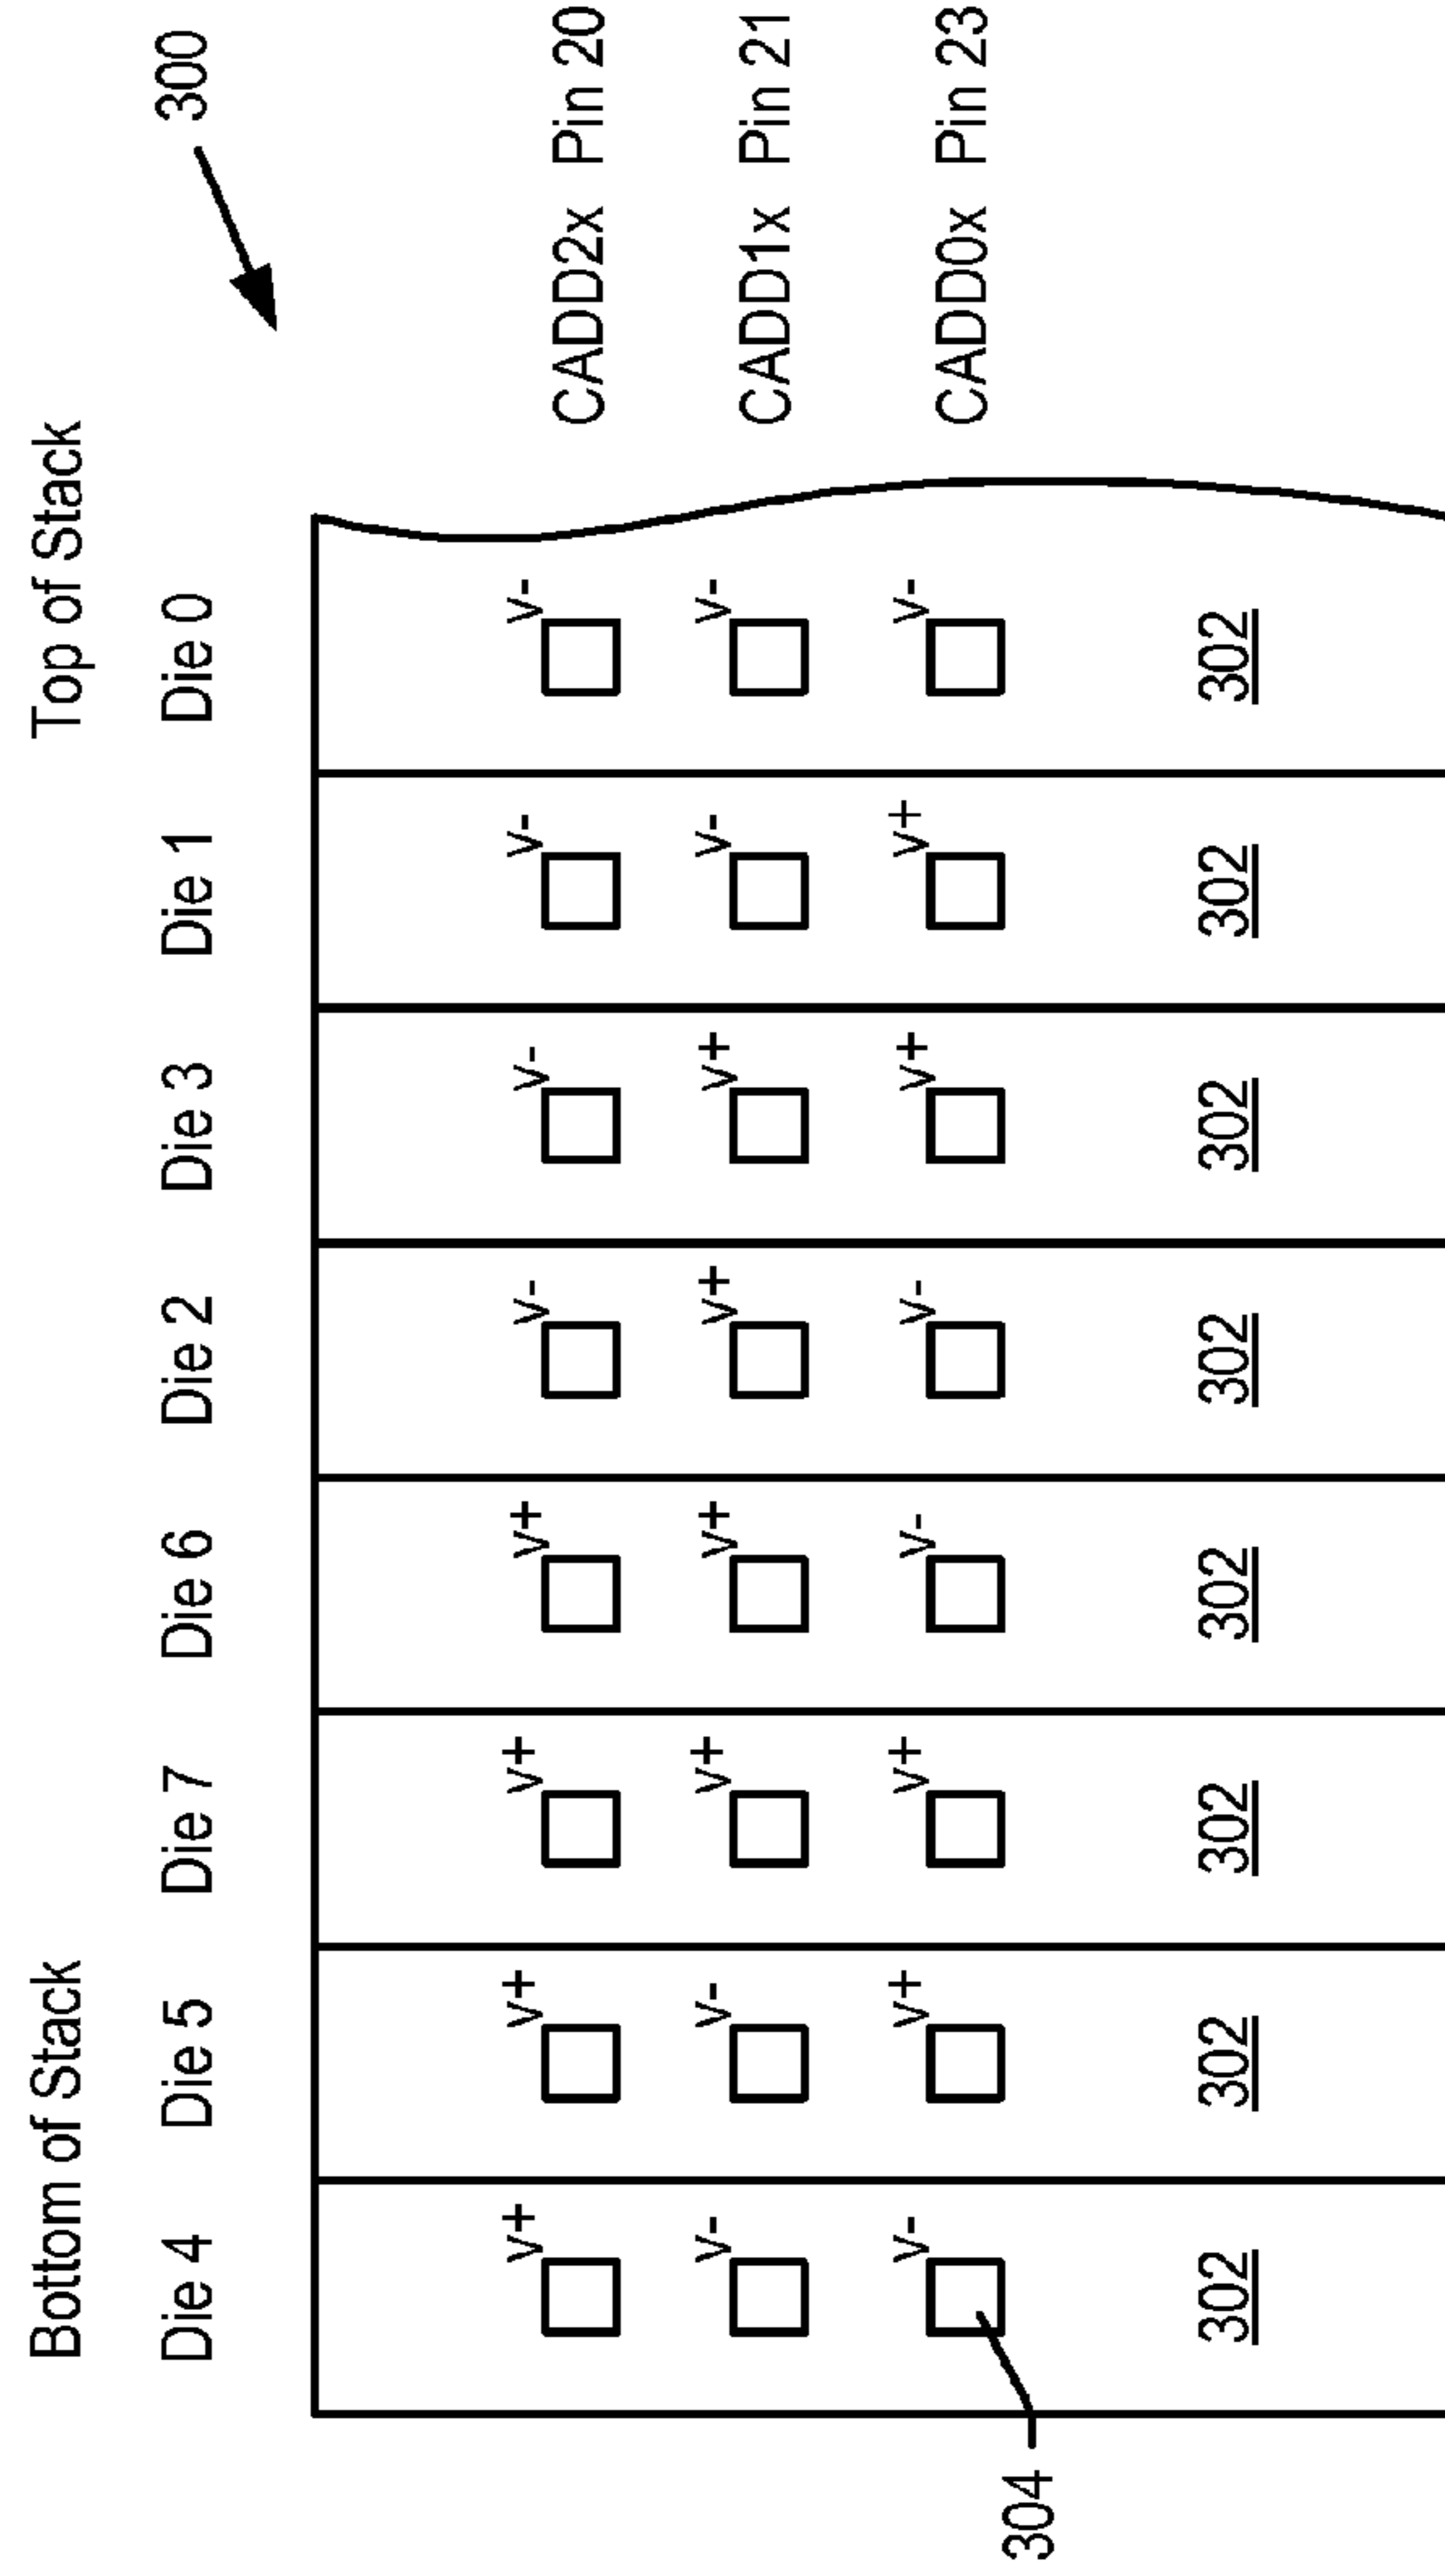 Bottom of Stack Top of Stack
Die 4 Die 5 Die 7 Die 6 Die 2 Die 3 Die 1 Die 0
300
v+ v+ v+ v+ v- v- v- v- CADD2x Pin 20
v- v- v+ v+ v+ v+ v- v- CADD1x Pin 21
v- v+ v+ v- v- v+ v+ v- CADD0x Pin 23
304
302 302 302 302 302 302 302 302